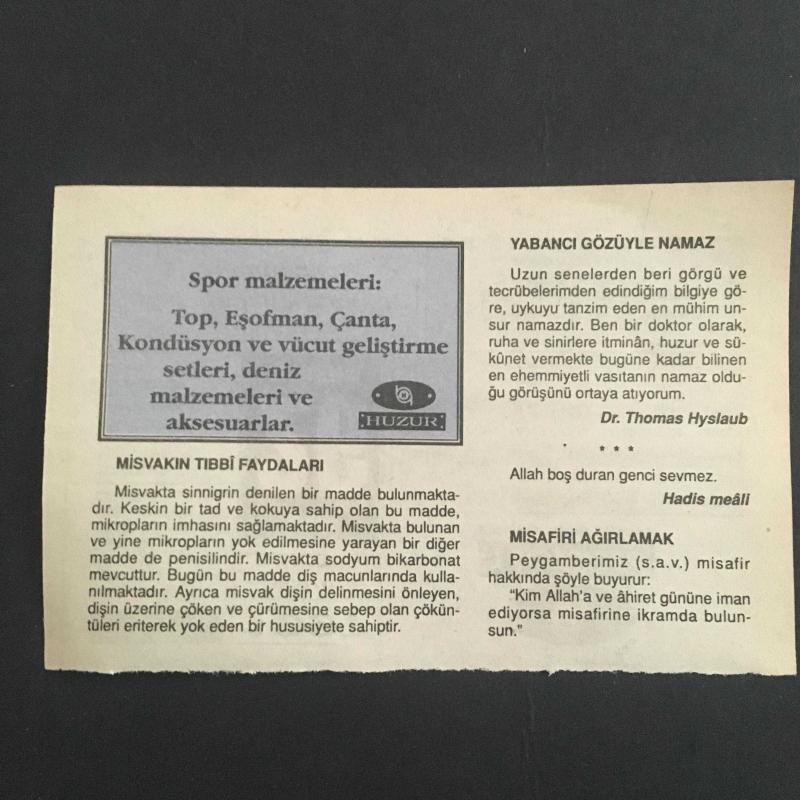 Spor malzemeleri:
Top, Eşofman, Çanta,
Kondüsyon ve vücut geliştirme
setleri, deniz
malzemeleri ve
aksesuarlar.
HUZUR
MİSVAKIN TIBBÎ FAYDALARI
Misvakta sinnigrin denilen bir madde bulunmakta-
dır. Keskin bir tad ve kokuya sahip olan bu madde,
mikropların imhasını sağlamaktadır. Misvakta bulunan
ve yine mikropların yok edilmesine yarayan bir diğer
madde de penisilindir. Misvakta sodyum bikarbonat
mevcuttur. Bugün bu madde diş macunlarında kulla-
nılmaktadır. Ayrıca misvak dişin delinmesini önleyen,
dişin üzerine çöken ve çürümesine sebep olan çökün-
tüleri eriterek yok eden bir hususiyete sahiptir.
YABANCI GÖZÜYLE NAMAZ
Uzun senelerden beri görgü ve
tecrübelerimden edindiğim bilgiye gö-
re, uykuyu tanzim eden en mühim un-
sur namazdır. Ben bir doktor olarak,
ruha ve sinirlere itminân, huzur ve sü-
kûnet vermekte bugüne kadar bilinen
en ehemmiyetli vasıtanın namaz oldu-
ğu görüşünü ortaya atıyorum.
Dr. Thomas Hyslaub
* * *
Allah boş duran genci sevmez.
Hadis meâli
MİSAFİRİ AĞIRLAMAK
Peygamberimiz (s.a.v.) misafir
hakkında şöyle buyurur:
"Kim Allah'a ve âhiret gününe iman
ediyorsa misafirine ikramda bulun-
sun."